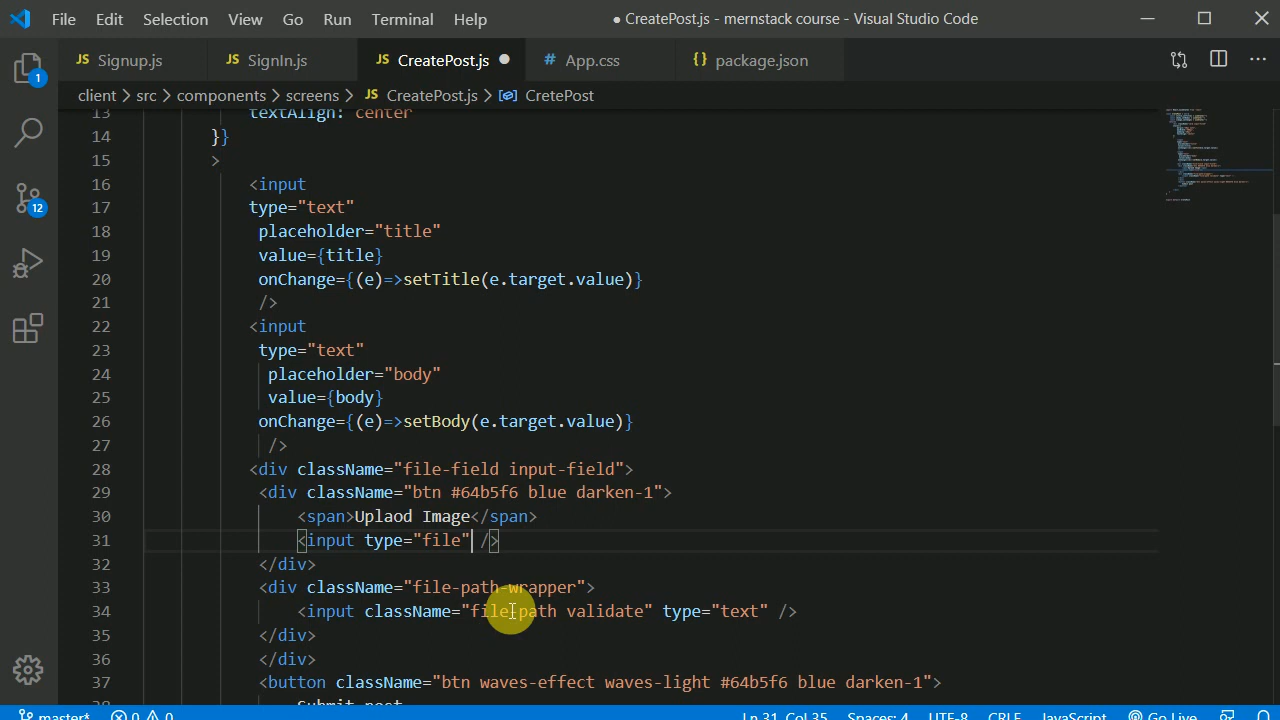 File Edit Selection View Go Run Terminal Help ● CreatePost.js - mernstack course - Visual Studio Code
JS Signup.js JS SignIn.js JS CreatePost.js # App.css {} package.json
client > src > components > screens > JS CreatePost.js > CretePost
1
12
13 textAlign: center
14 }}
15 >
16 <input
17 type="text"
18 placeholder="title"
19 value={title}
20 onChange={(e)=>setTitle(e.target.value)}
21 />
22 <input
23 type="text"
24 placeholder="body"
25 value={body}
26 onChange={(e)=>setBody(e.target.value)}
27 />
28 <div className="file-field input-field">
29 <div className="btn #64b5f6 blue darken-1">
30 <span>Uplaod Image</span>
31 <input type="file" />
32 </div>
33 <div className="file-path-wrapper">
34 <input className="file-path validate" type="text" />
35 </div>
36 </div>
37 <button className="btn waves-effect waves-light #64b5f6 blue darken-1">
Submit post
master* 0 0 Ln 31, Col 35 Spaces: 4 UTF-8 CRLF JavaScript Go Live